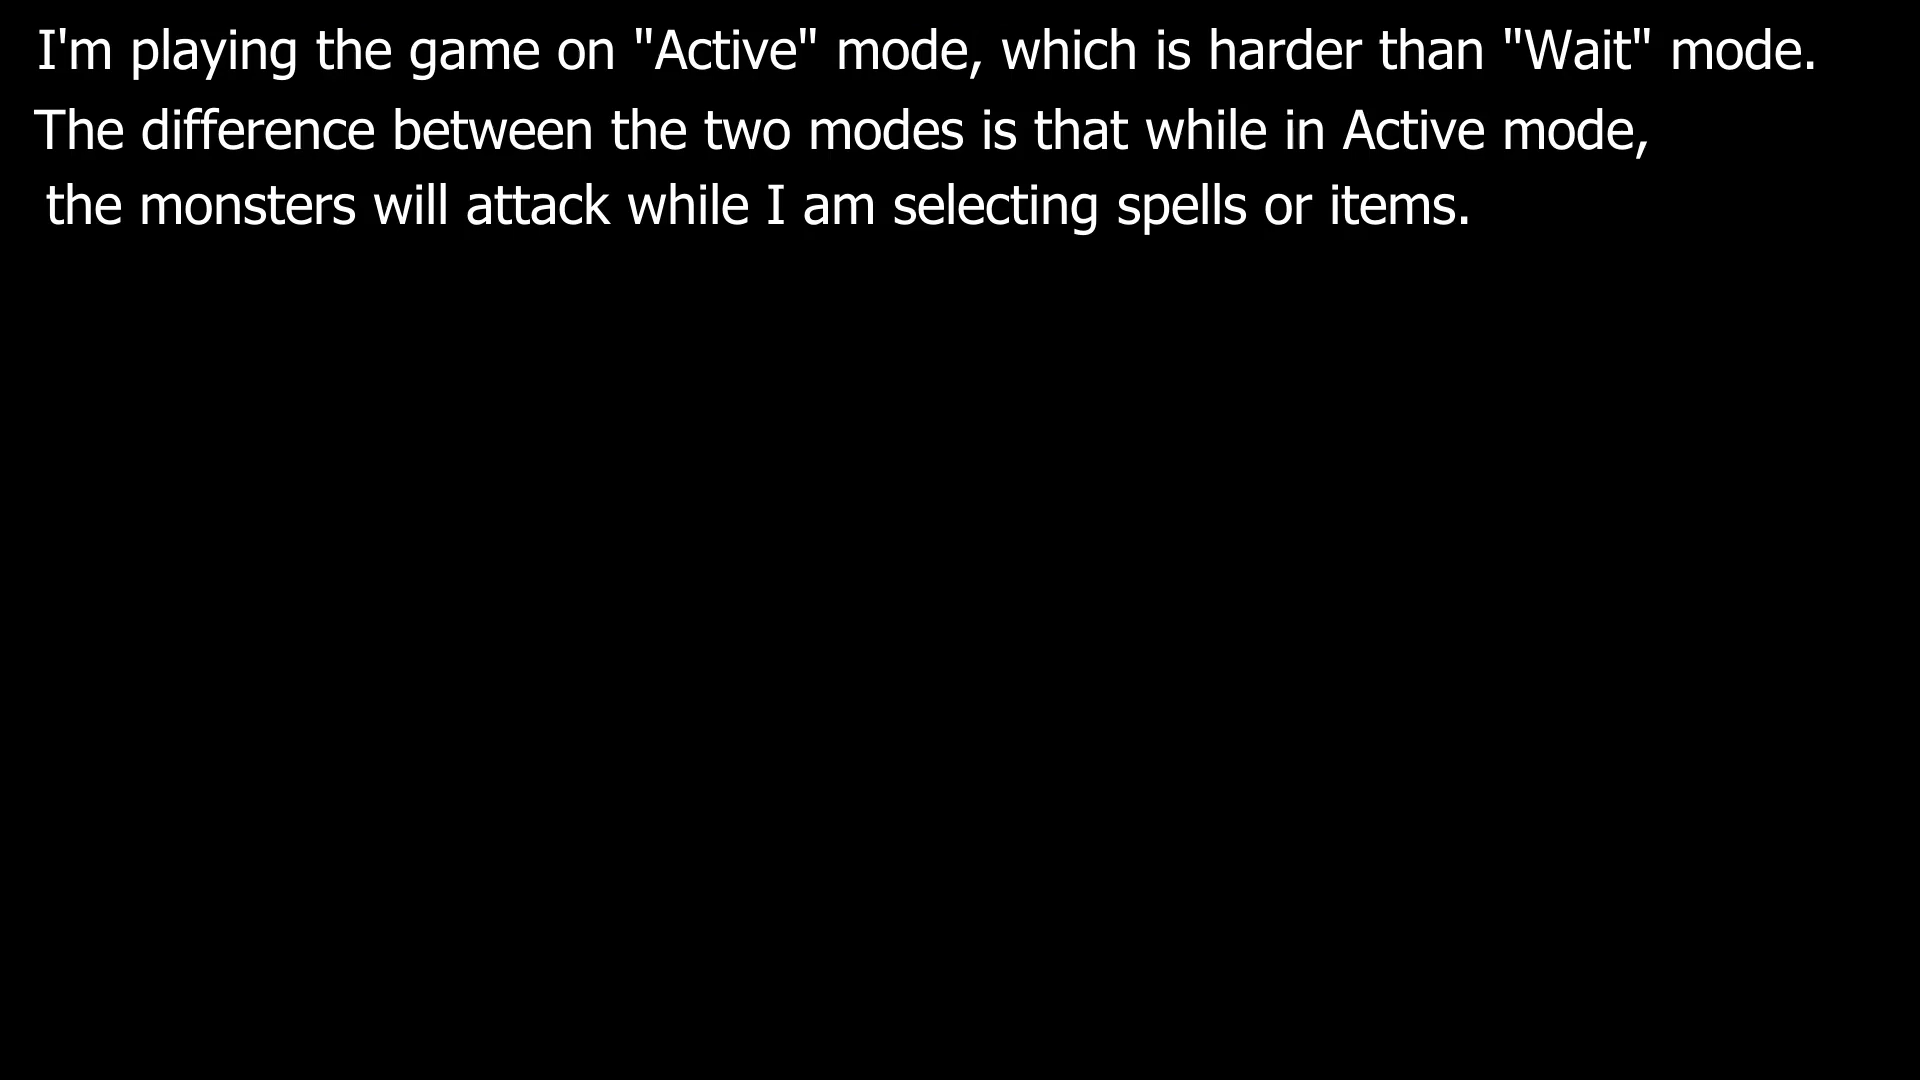 I'm playing the game on "Active" mode, which is harder than "Wait" mode.
The difference between the two modes is that while in Active mode,
the monsters will attack while I am selecting spells or items.